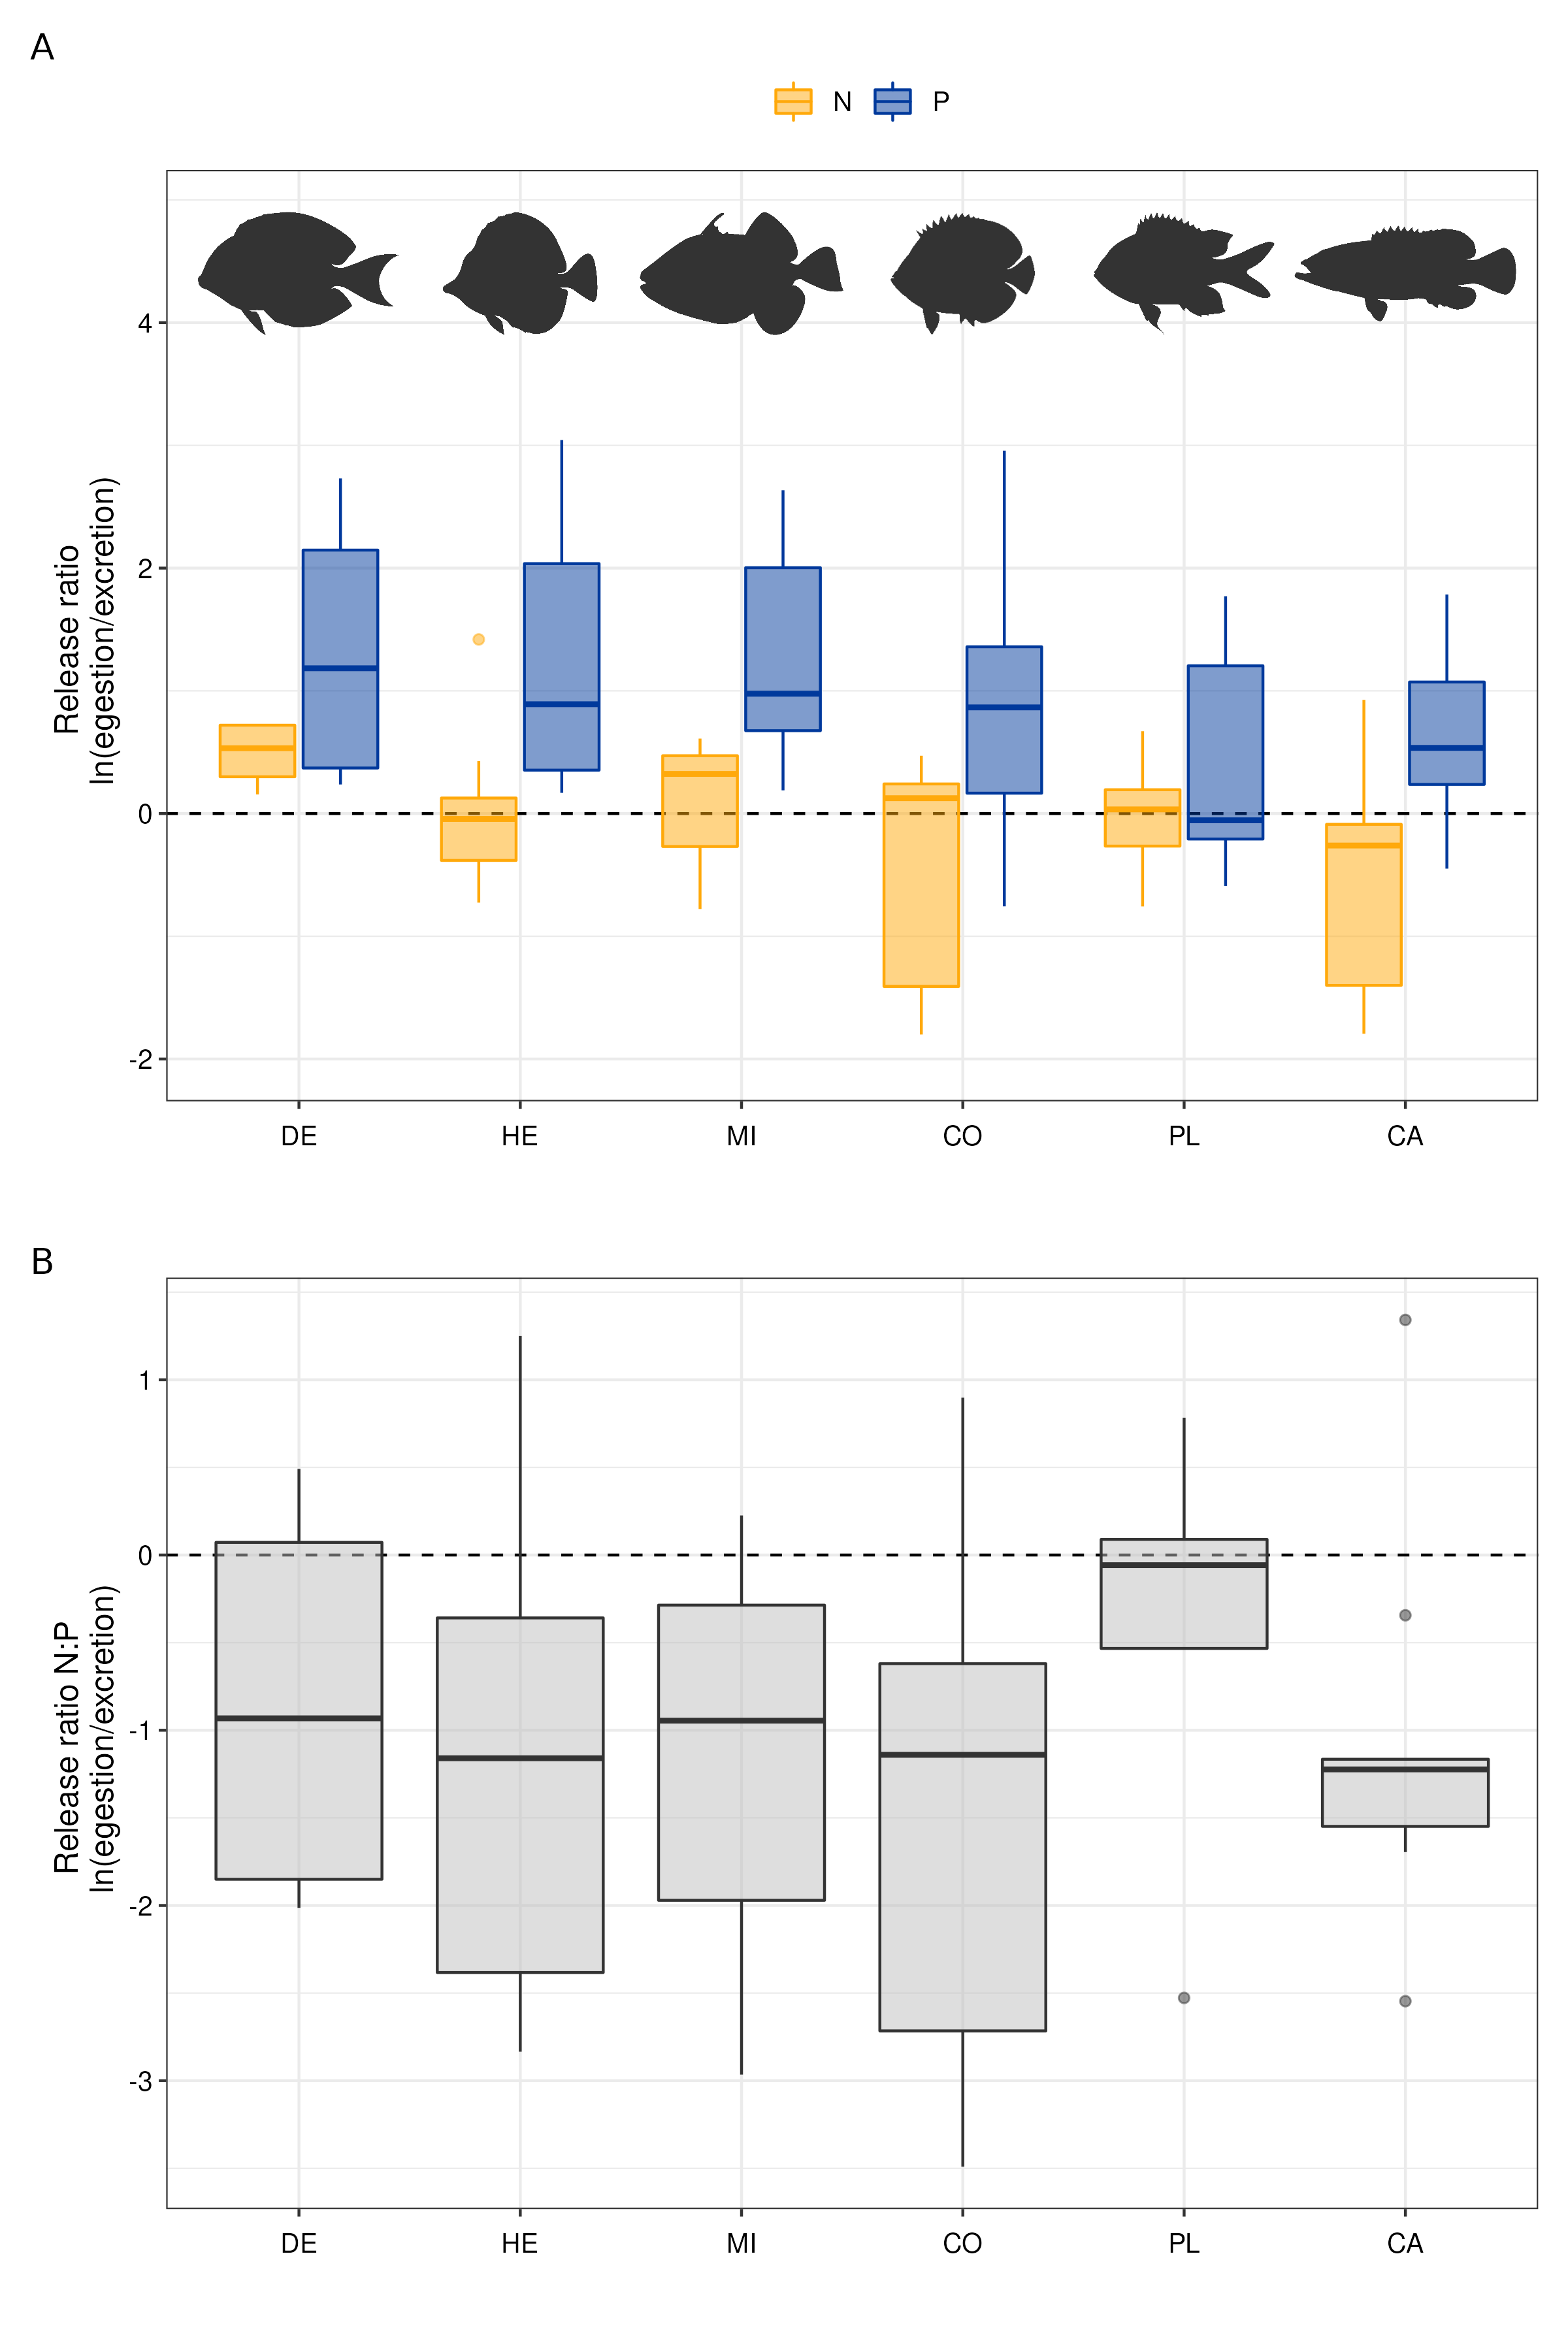 A
N P
4
2
0
-2
Release ratio
ln(egestion/excretion)
DE HE MI CO PL CA
B
1
0
-1
-2
-3
Release ratio N:P
ln(egestion/excretion)
DE HE MI CO PL CA